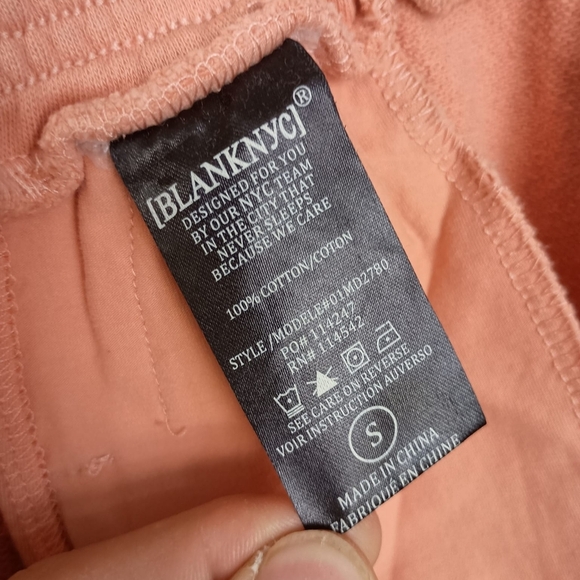 [BLANKNYC]®
DESIGNED FOR YOU
BY OUR NYC TEAM
IN THE CITY THAT
NEVER SLEEPS
BECAUSE WE CARE
100% COTTON/COTON
STYLE /MODELE#01MD2780
PO# 114247
RN# 114542
SEE CARE ON REVERSE
VOIR INSTRUCTION AUVERSO
S
MADE IN CHINA
FABRIQUÉ EN CHINE